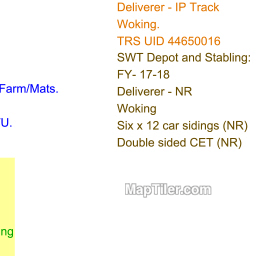 Deliverer - IP Track
Woking.
TRS UID 44650016
SWT Depot and Stabling:
FY- 17-18
Deliverer - NR
Woking
Six x 12 car sidings (NR)
Double sided CET (NR)
Farm/Mats.
U.
ng
MapTiler.com